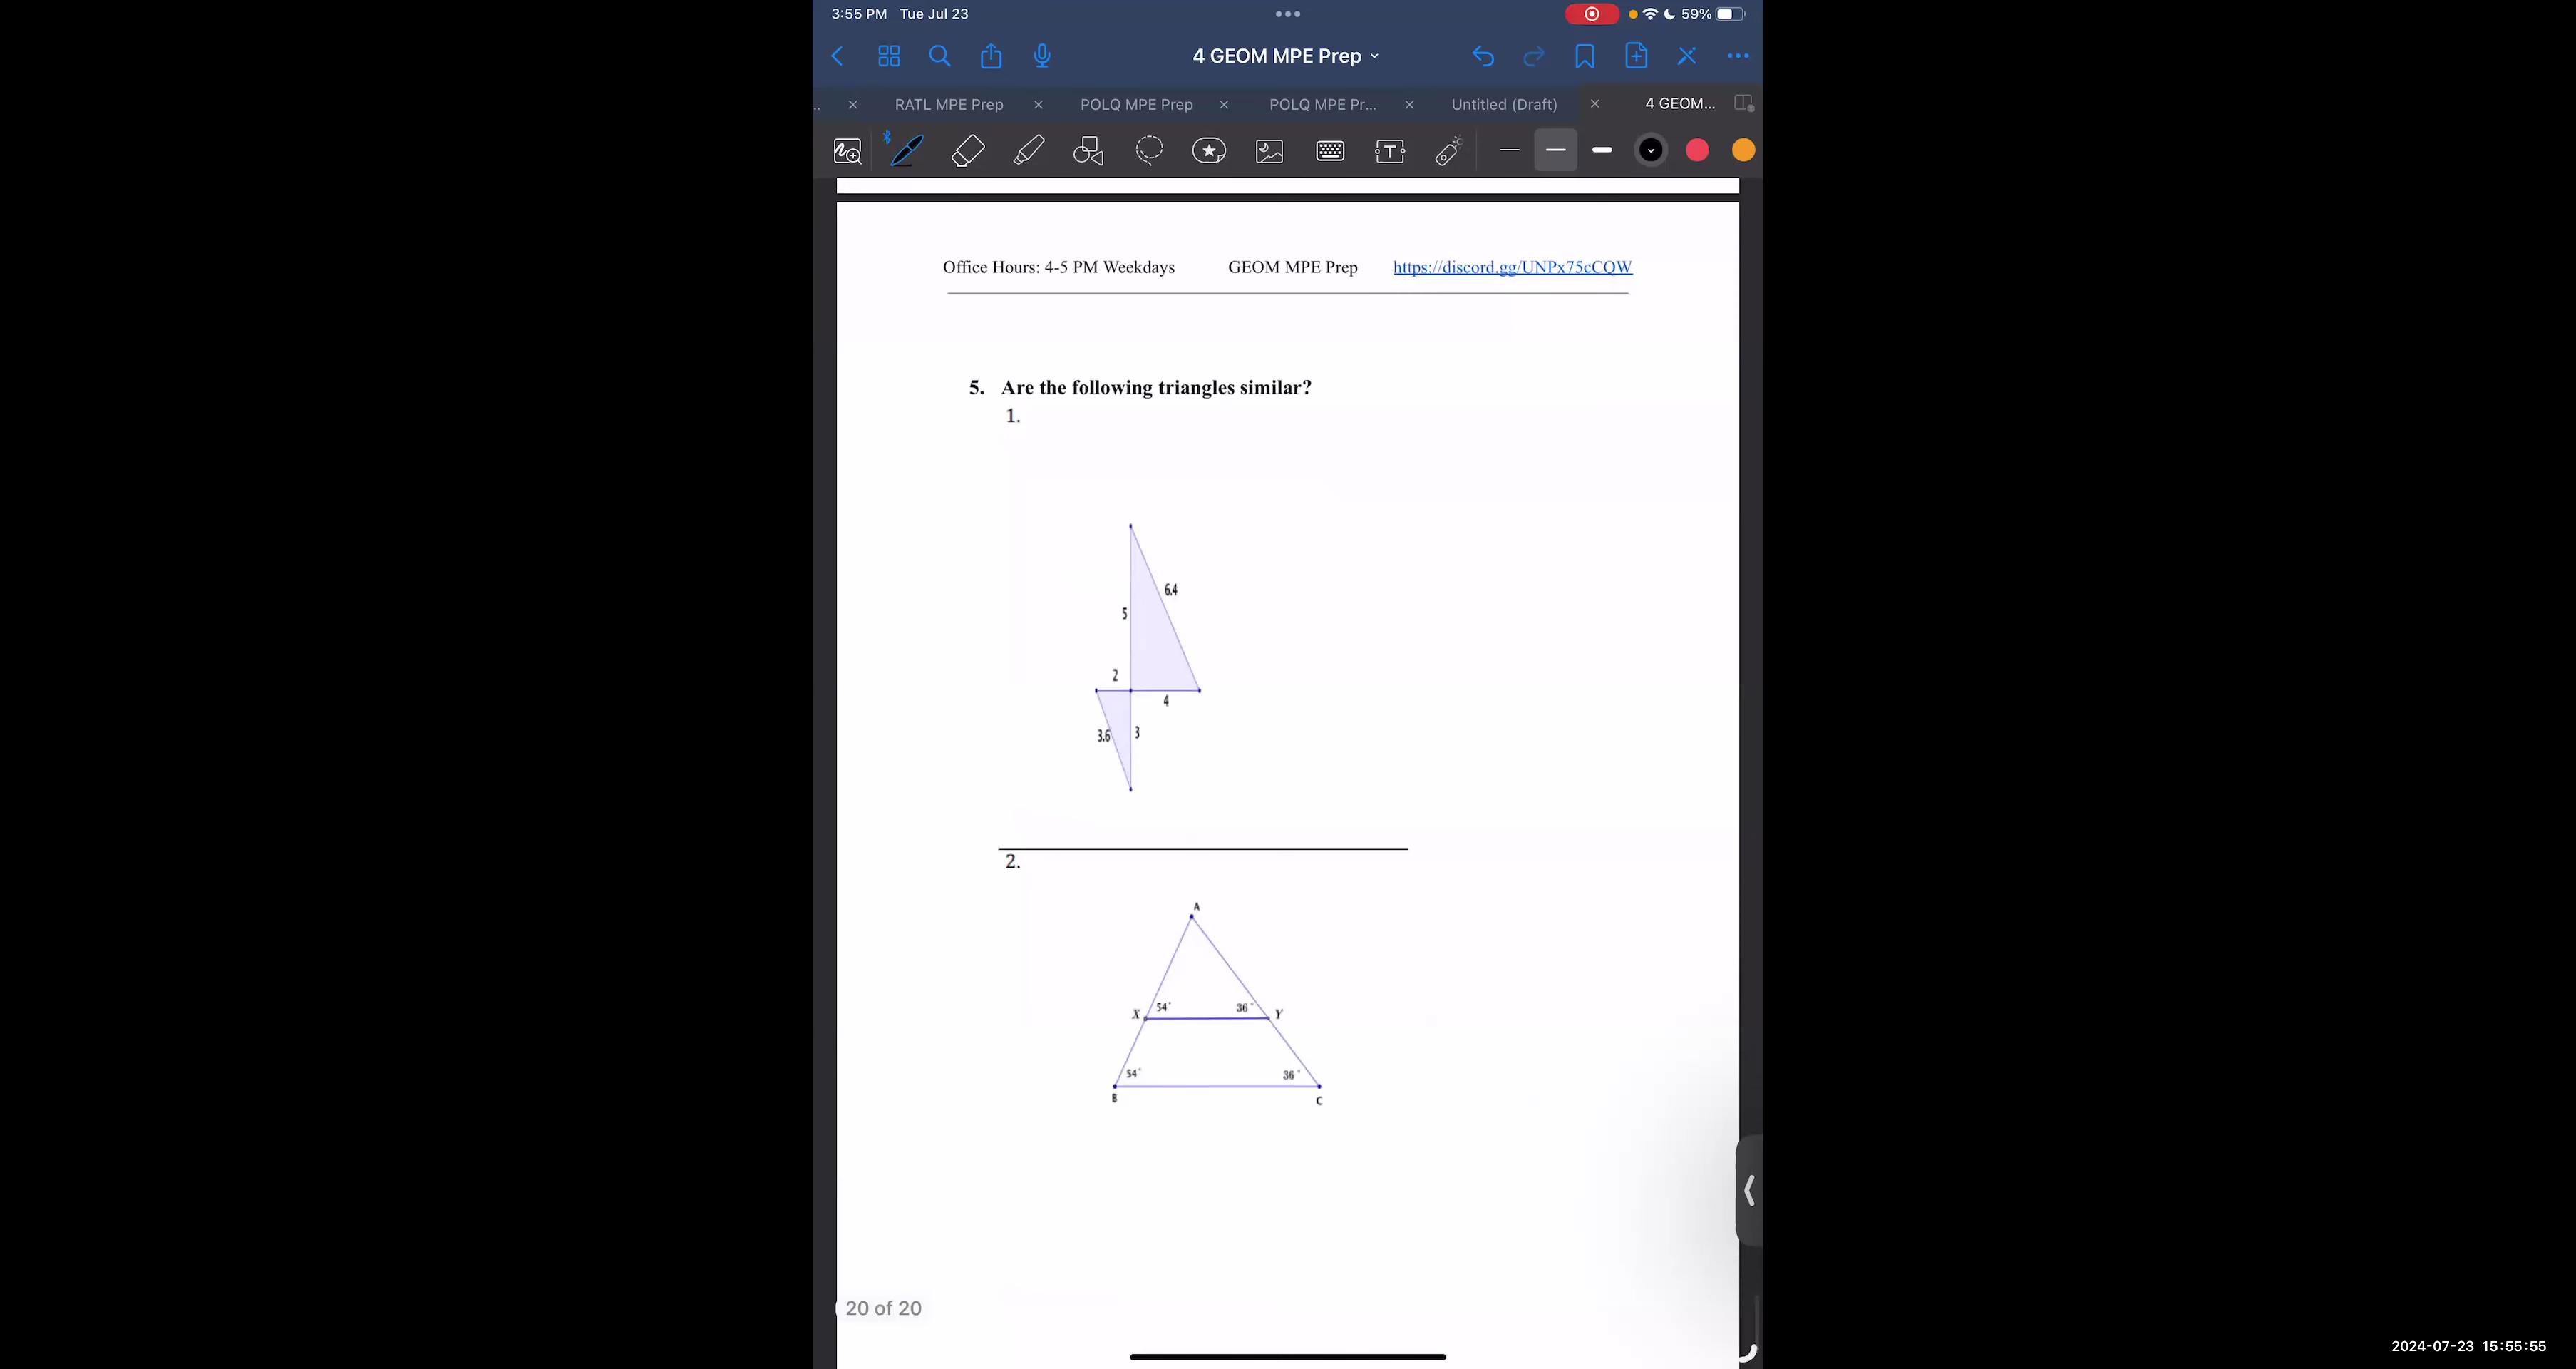 3:55 PM Tue Jul 23
59%
4 GEOM MPE Prep
.. RATL MPE Prep POLQ MPE Prep POLQ MPE Pr... Untitled (Draft) 4 GEOM...
Office Hours: 4-5 PM Weekdays GEOM MPE Prep https://discord.gg/UNPx75cCQW
5. Are the following triangles similar?
1.
6.4
5
2
4
3.6 3
2.
A
X 54° 36° Y
54° 36°
B C
20 of 20
2024-07-23 15:55:55